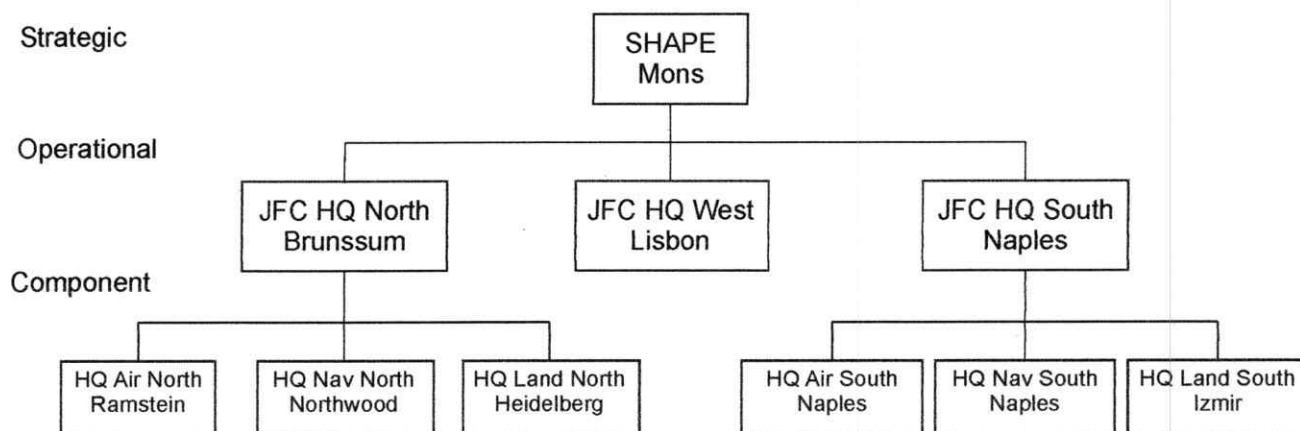 Strategic
SHAPE
Mons
Operational
JFC HQ North
Brunssum
JFC HQ West
Lisbon
JFC HQ South
Naples
Component
HQ Air North
Ramstein
HQ Nav North
Northwood
HQ Land North
Heidelberg
HQ Air South
Naples
HQ Nav South
Naples
HQ Land South
Izmir